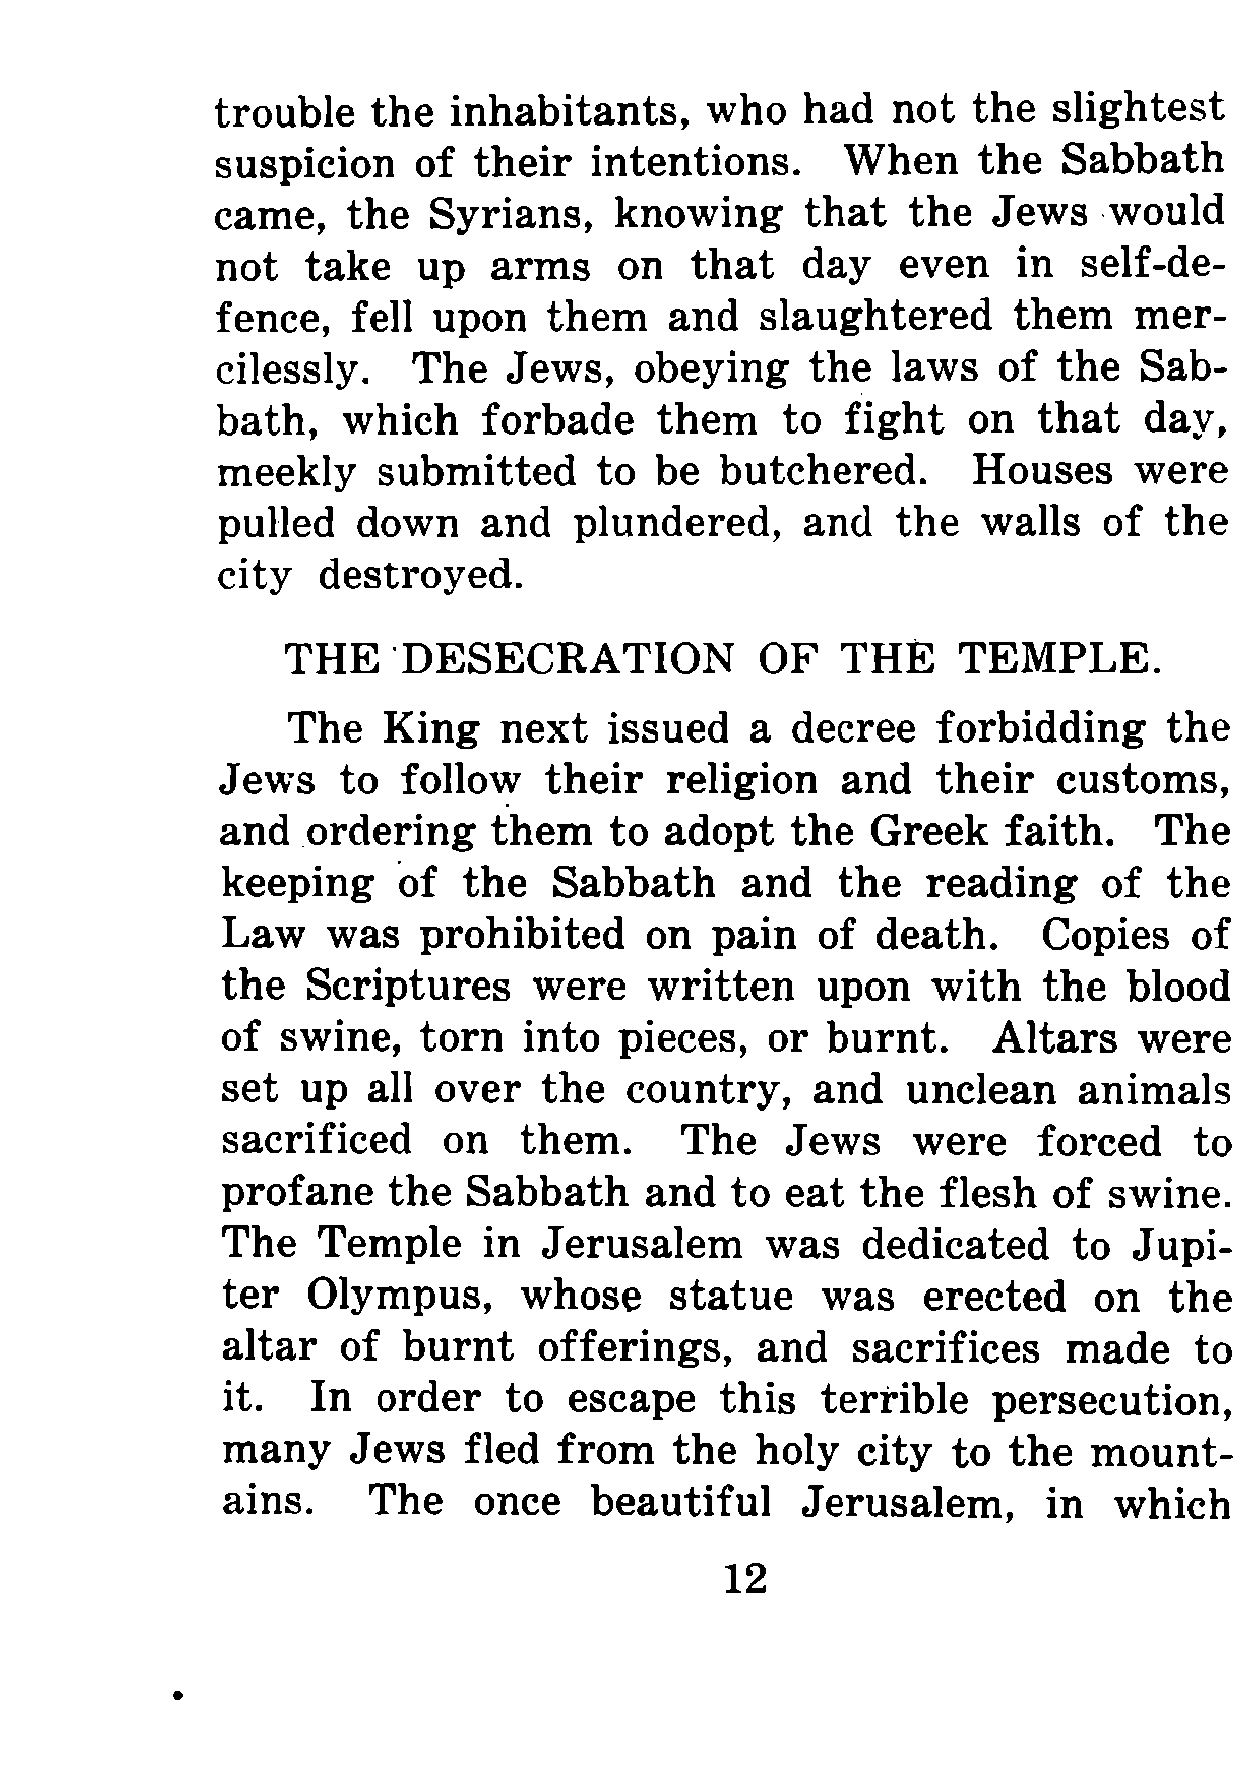 trouble the inhabitants, who had not the slightest
suspicion of their intentions. When the Sabbath
came, the Syrians, knowing that the Jews would
not take up arms on that day even in self-de-
fence, fell upon them and slaughtered them mer-
cilessly. The Jews, obeying the laws of the Sab-
bath, which forbade them to fight on that day,
meekly submitted to be butchered. Houses were
pulled down and plundered, and the walls of the
city destroyed.
THE DESECRATION OF THE TEMPLE.
The King next issued a decree forbidding the
Jews to follow their religion and their customs,
and ordering them to adopt the Greek faith. The
keeping of the Sabbath and the reading of the
Law was prohibited on pain of death. Copies of
the Scriptures were written upon with the blood
of swine, torn into pieces, or burnt. Altars were
set up all over the country, and unclean animals
sacrificed on them. The Jews were forced to
profane the Sabbath and to eat the flesh of swine.
The Temple in Jerusalem was dedicated to Jupi-
ter Olympus, whose statue was erected on the
altar of burnt offerings, and sacrifices made to
it. In order to escape this terrible persecution,
many Jews fled from the holy city to the mount-
ains. The once beautiful Jerusalem, in which
12